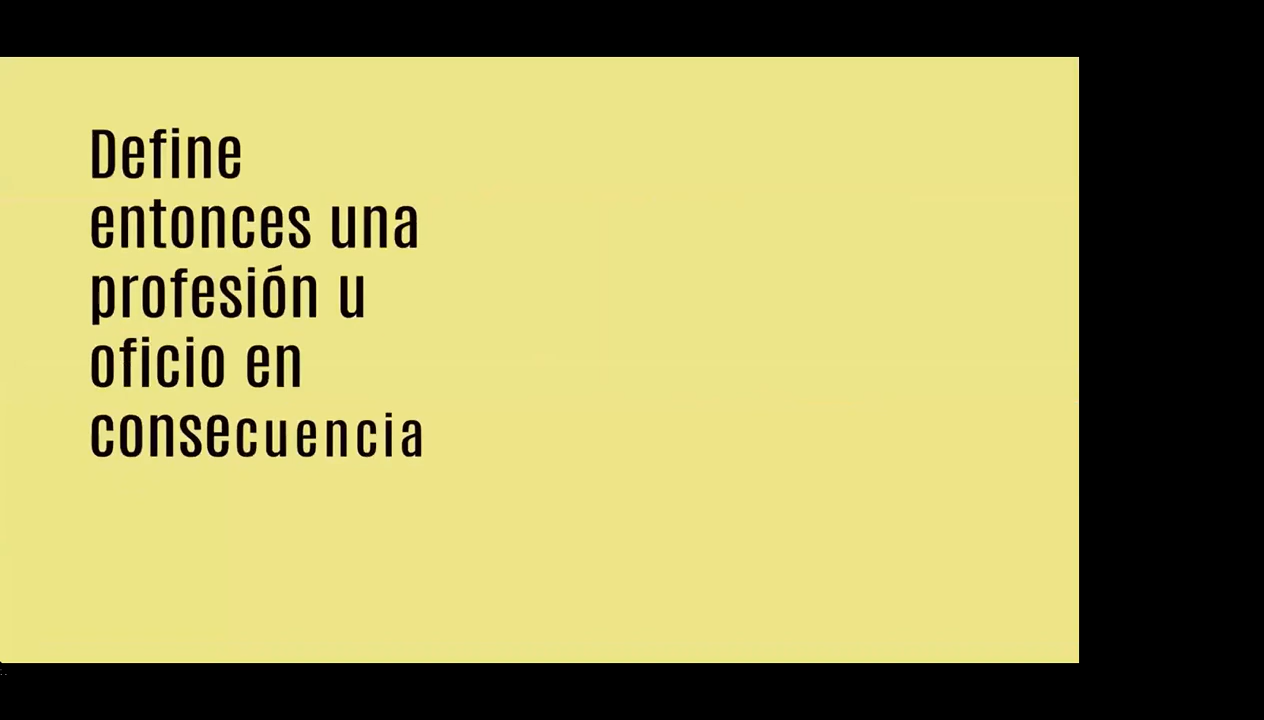 Define
entonces una
profesión u
oficio en
consecuencia